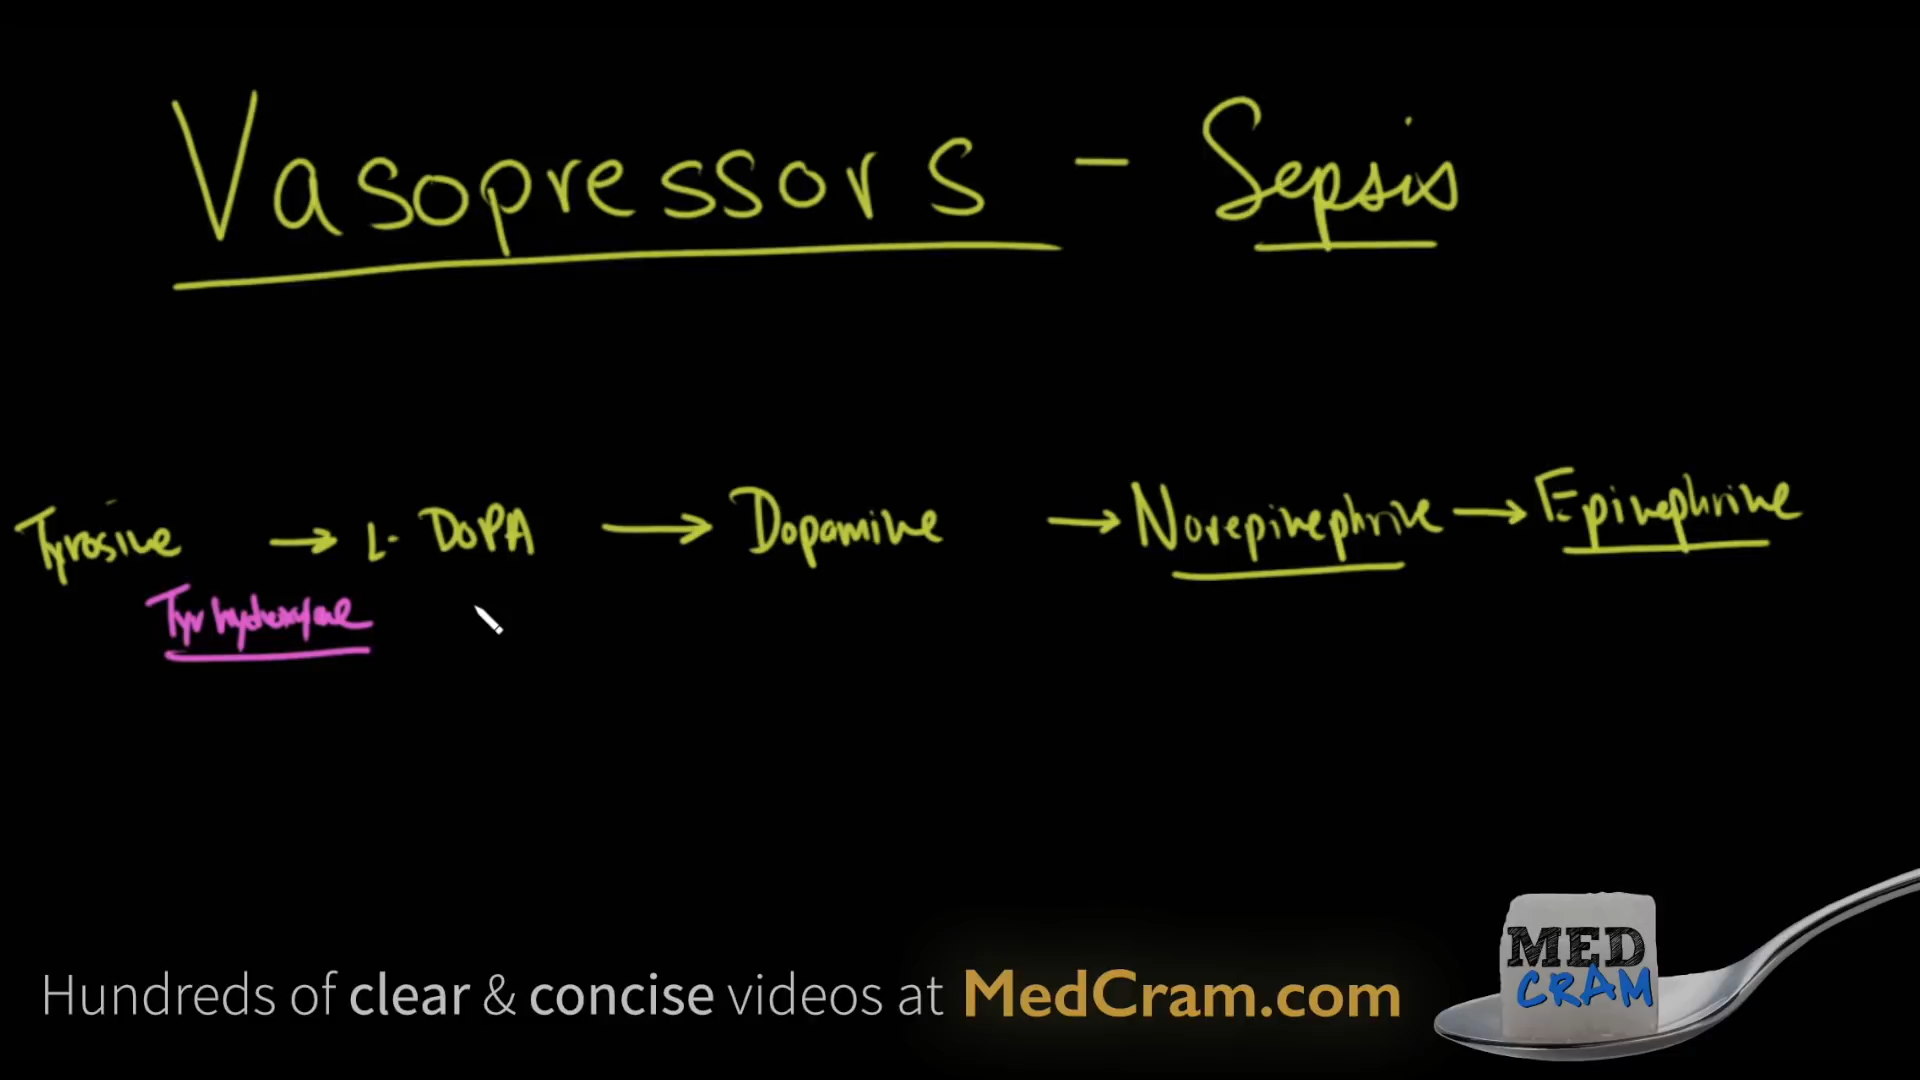 Vasopressors - Sepsis
Tyrosine → L-DOPA → Dopamine → Norepinephrine → Epinephrine
Tyr hydroxylase
Hundreds of clear & concise videos at MedCram.com
MED
CRAM